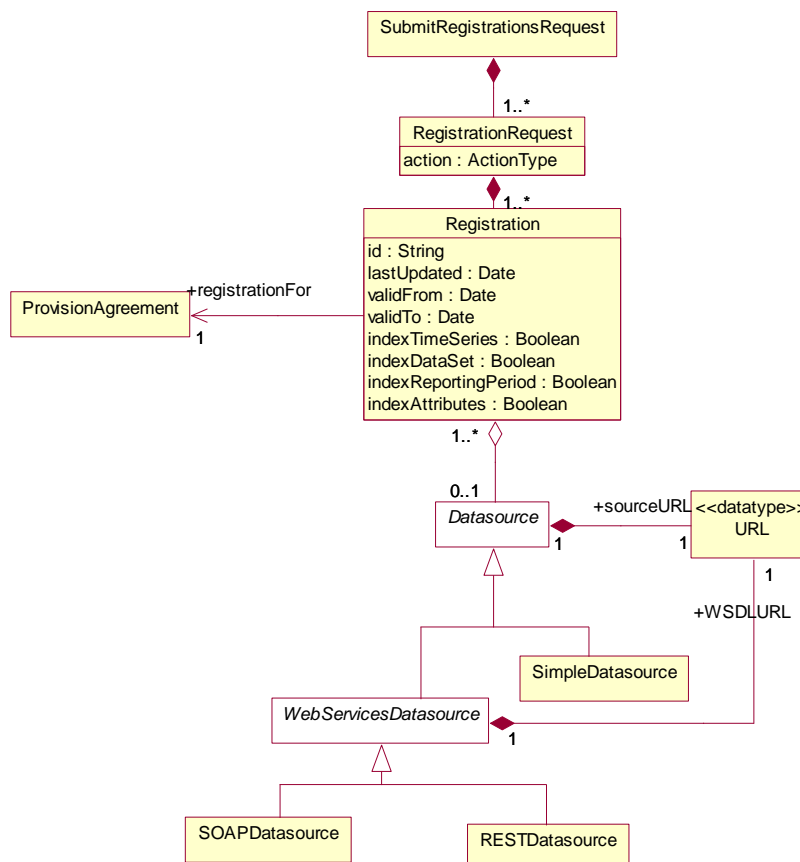 SubmitRegistrationsRequest
1..*
RegistrationRequest
action : ActionType
1..*
Registration
id : String
lastUpdated : Date
validFrom : Date
validTo : Date
indexTimeSeries : Boolean
indexDataSet : Boolean
indexReportingPeriod : Boolean
indexAttributes : Boolean
+registrationFor
ProvisionAgreement
1
1..*
0..1
Datasource
1
+sourceURL
1
<<datatype>>
URL
1
+WSDLURL
SimpleDatasource
WebServicesDatasource
1
SOAPDatasource
RESTDatasource